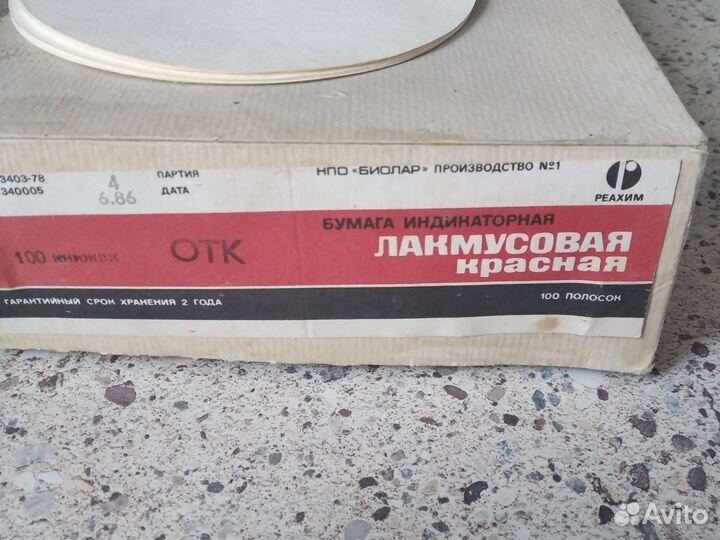 3403-78 4 ПАРТИЯ
340005 6.86 ДАТА
НПО «БИОЛАР» ПРОИЗВОДСТВО №1
РЕАХИМ
БУМАГА ИНДИКАТОРНАЯ
ЛАКМУСОВАЯ
красная
100 книжек ОТК
ГАРАНТИЙНЫЙ СРОК ХРАНЕНИЯ 2 ГОДА
100 ПОЛОСОК
Avito